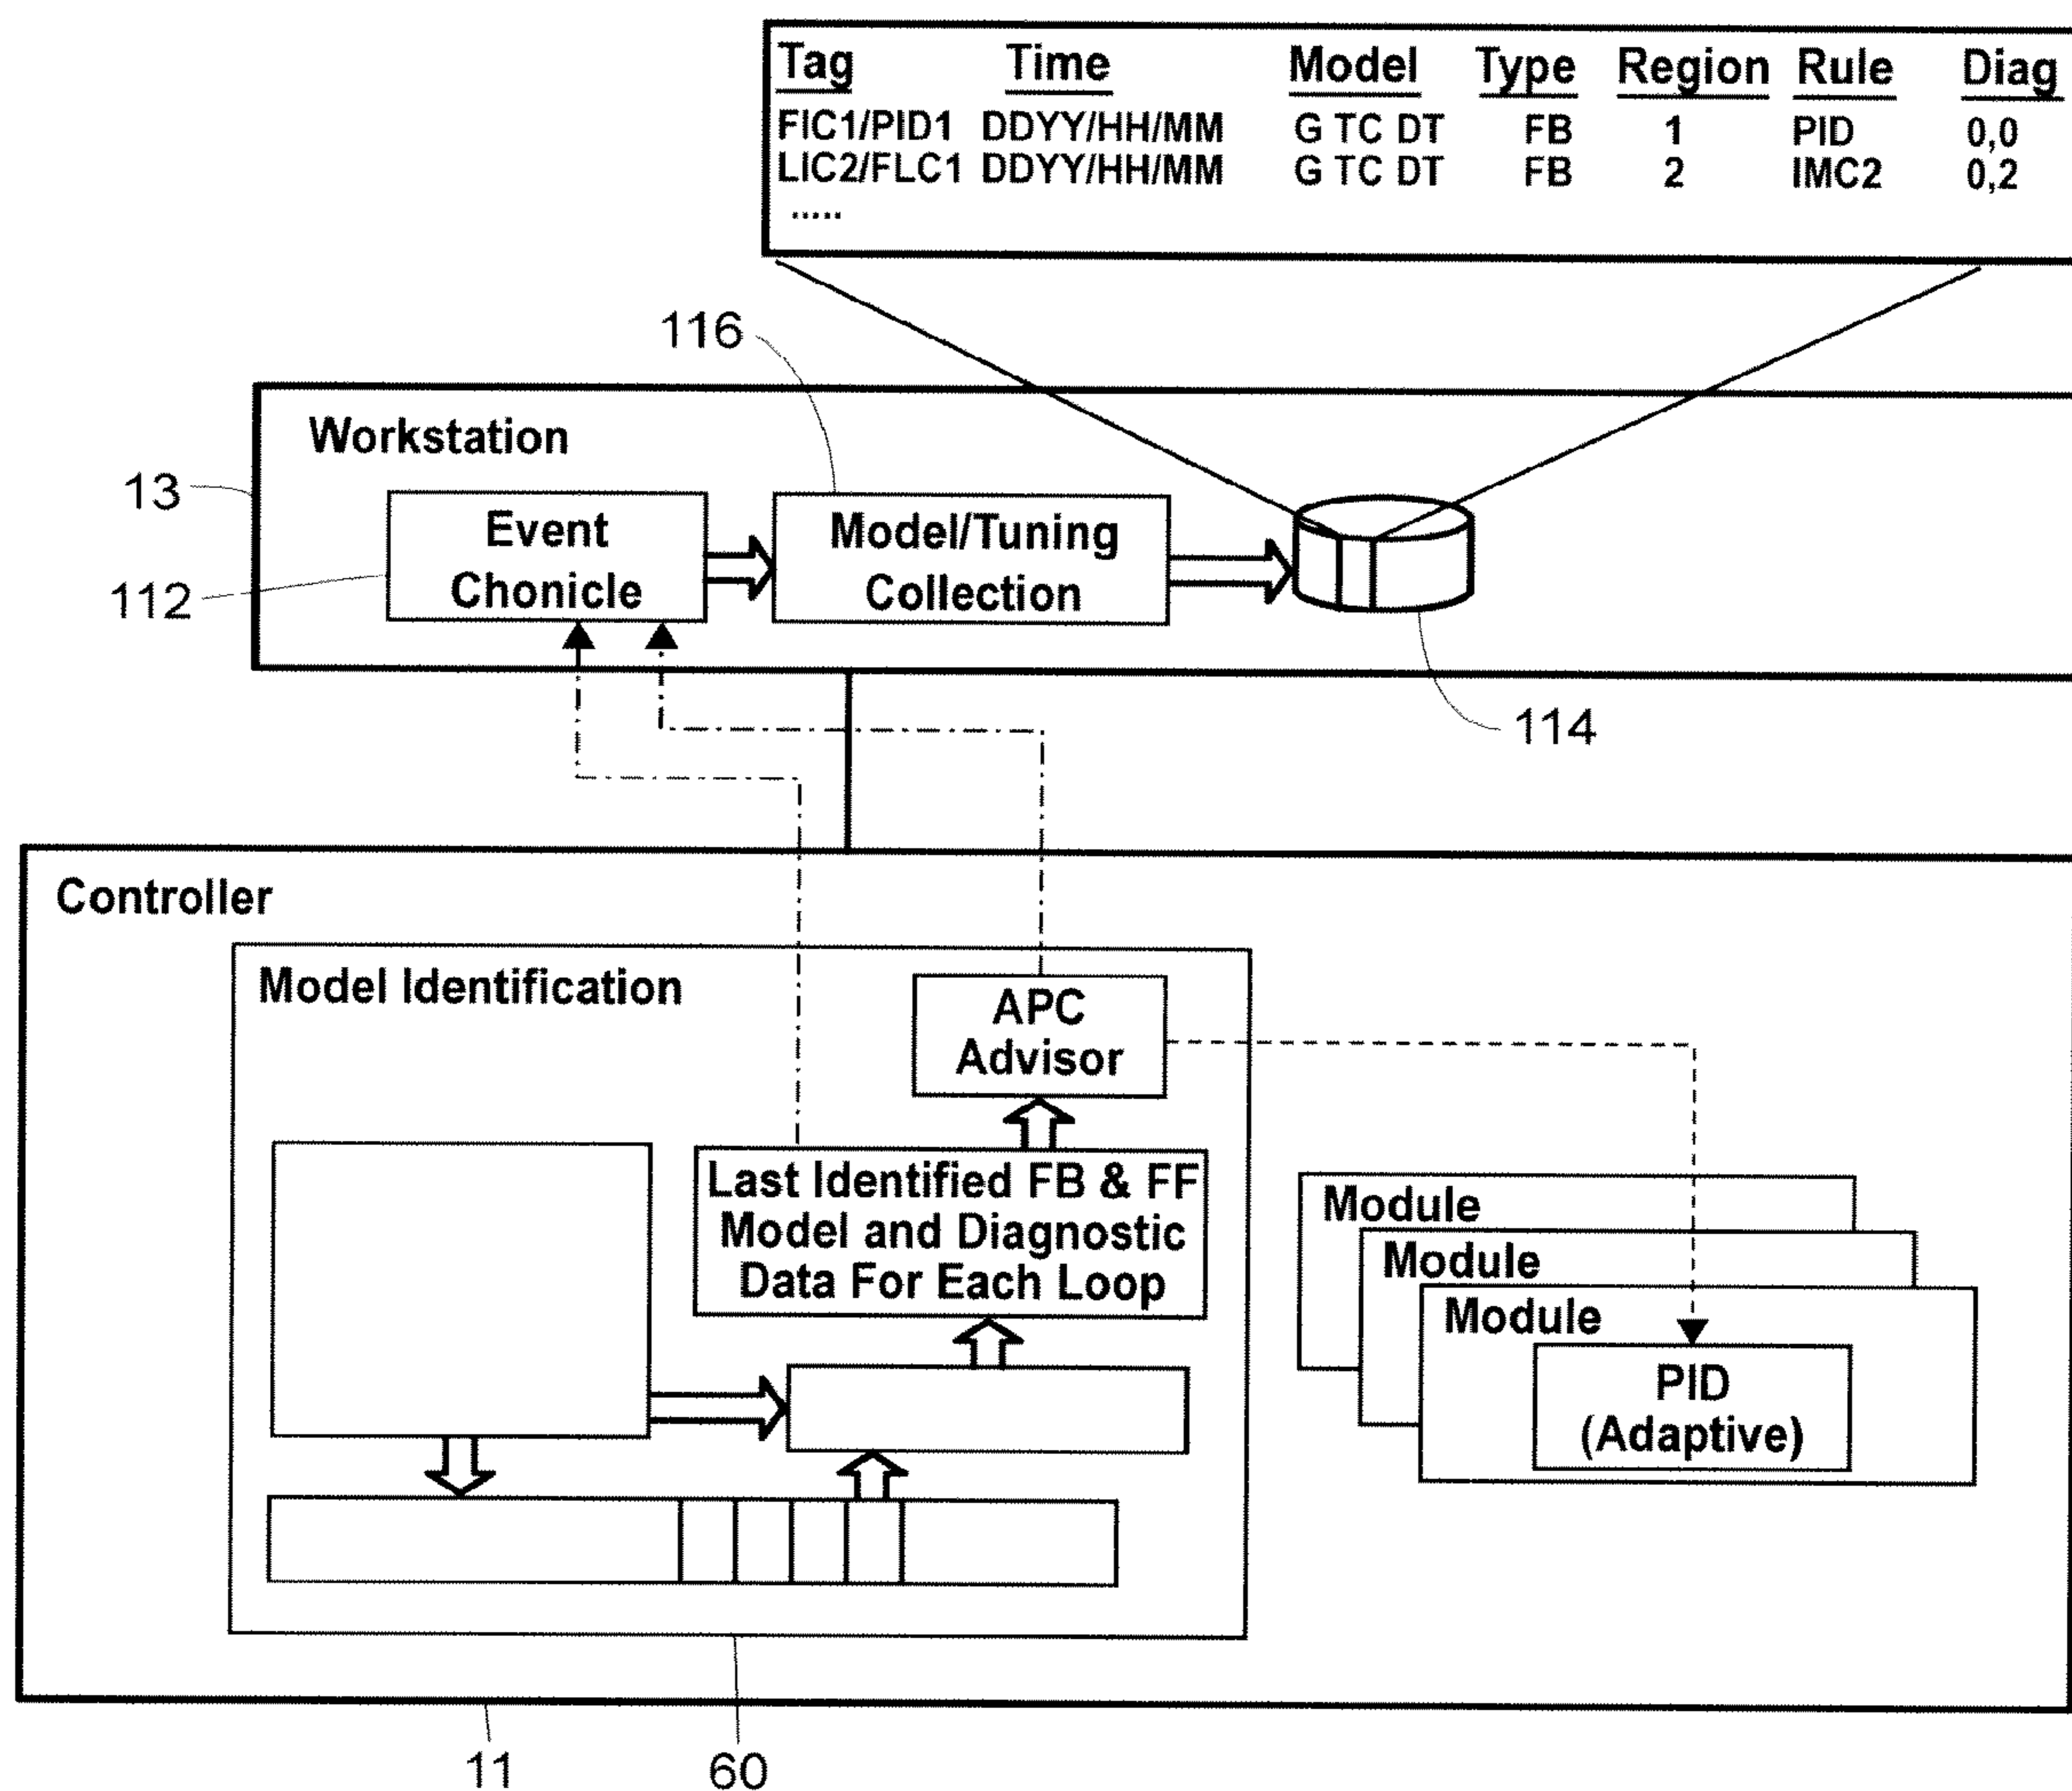 Tag Time Model Type Region Rule Diag
FIC1/PID1 DDYY/HH/MM G TC DT FB 1 PID 0,0
LIC2/FLC1 DDYY/HH/MM G TC DT FB 2 IMC2 0,2
.....
116
Workstation
13
Event
Chonicle
Model/Tuning
Collection
112
114
Controller
Model Identification
APC
Advisor
Last Identified FB & FF
Model and Diagnostic
Data For Each Loop
Module
Module
Module
PID
(Adaptive)
11
60